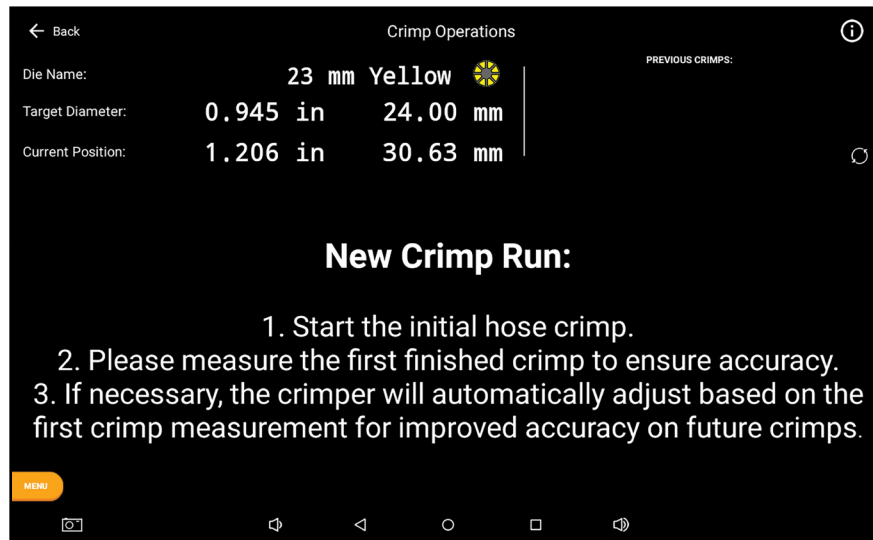 Back
Crimp Operations
PREVIOUS CRIMPS:
Die Name: 23 mm Yellow
Target Diameter: 0.945 in 24.00 mm
Current Position: 1.206 in 30.63 mm
New Crimp Run:
1. Start the initial hose crimp.
2. Please measure the first finished crimp to ensure accuracy.
3. If necessary, the crimper will automatically adjust based on the
first crimp measurement for improved accuracy on future crimps.
MENU